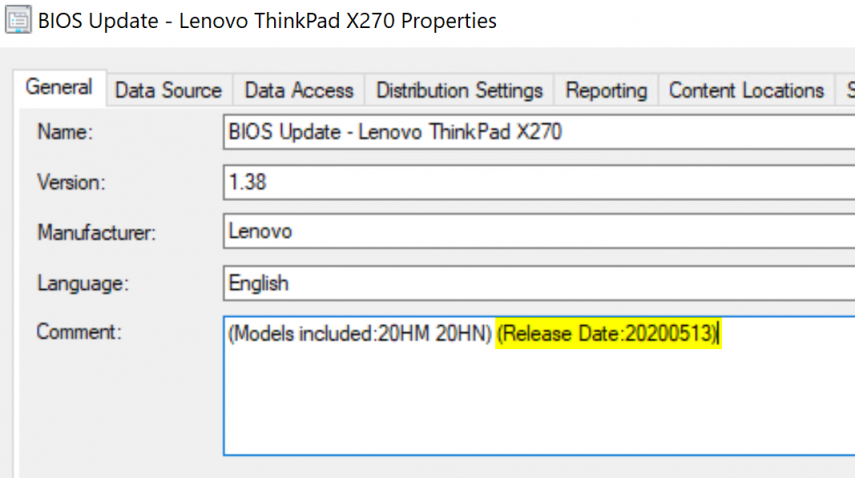 BIOS Update - Lenovo ThinkPad X270 Properties
General Data Source Data Access Distribution Settings Reporting Content Locations S
Name: BIOS Update - Lenovo ThinkPad X270
Version: 1.38
Manufacturer: Lenovo
Language: English
Comment: (Models included:20HM 20HN) (Release Date:20200513)